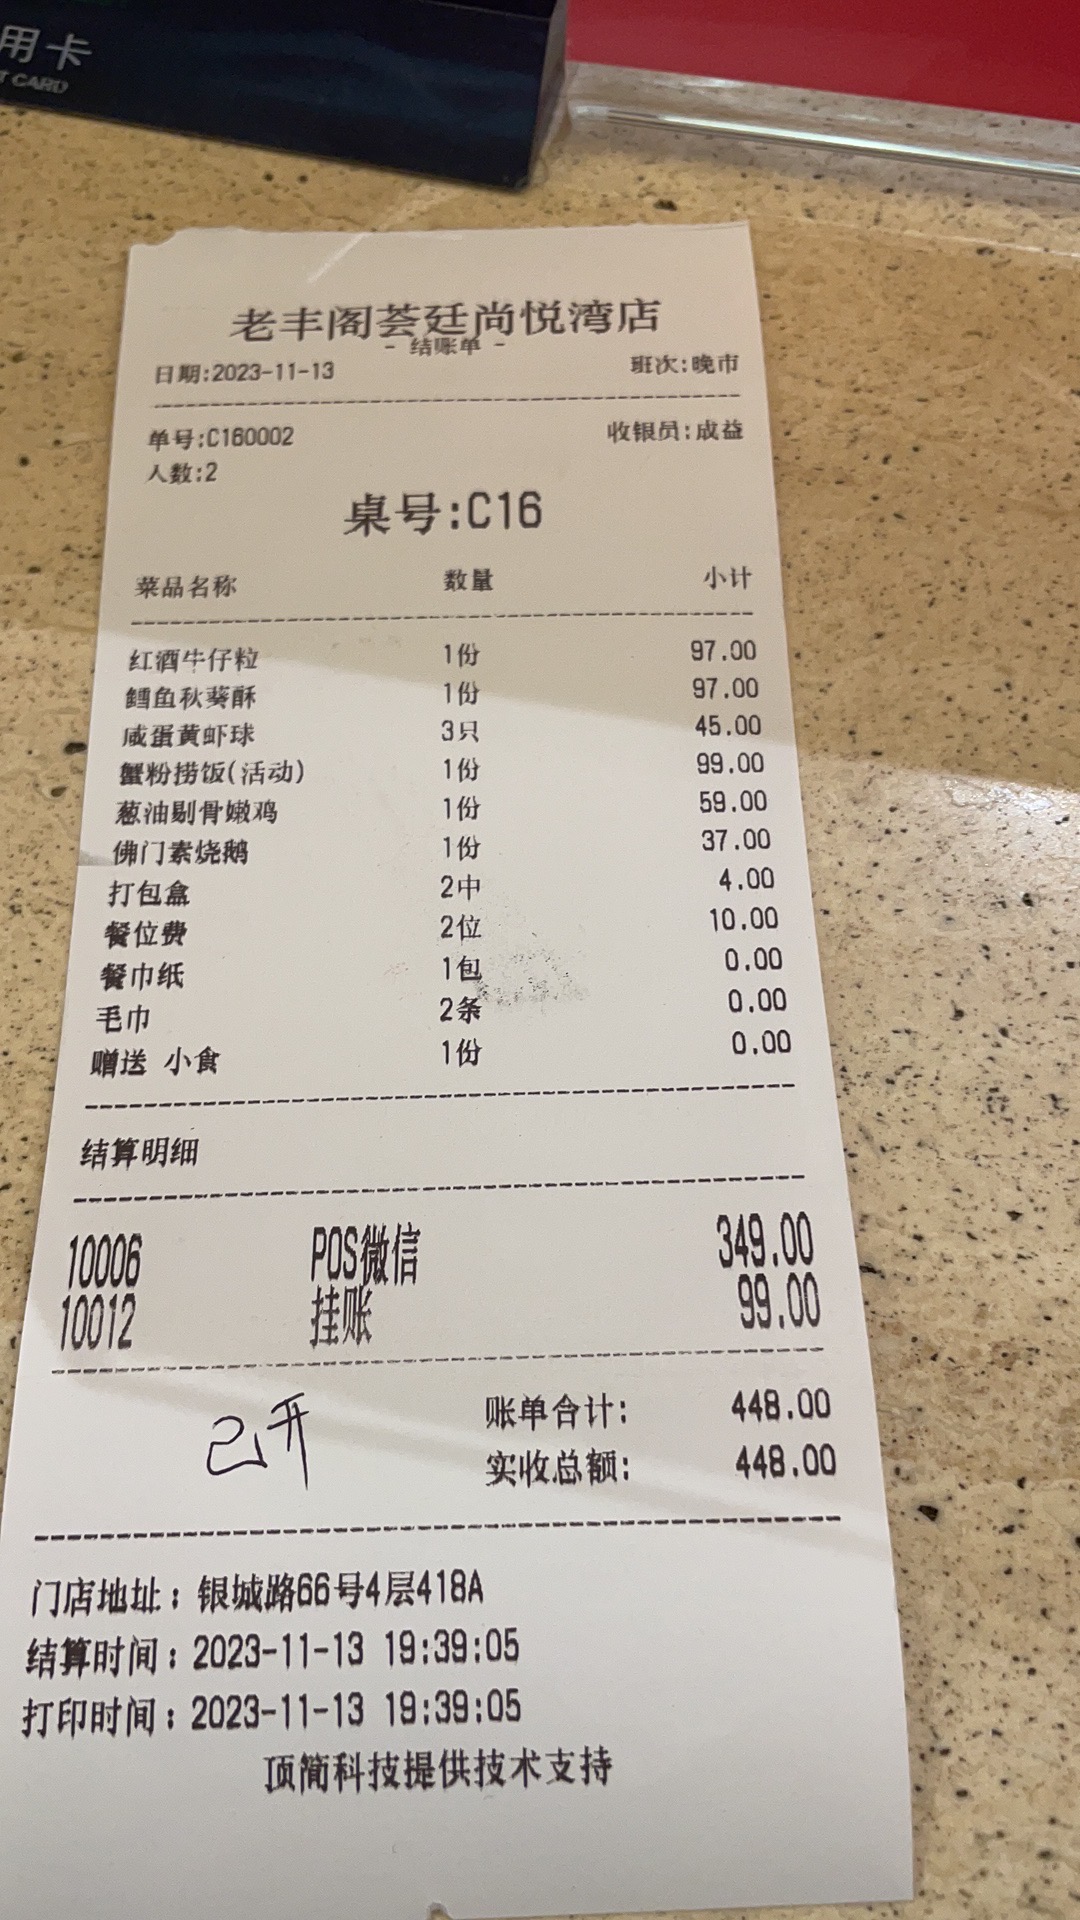 用卡
T CARD
老丰阁荟廷尚悦湾店
- 结账单 -
日期:2023-11-13 班次:晚市
单号:C160002 收银员:成益
人数:2
桌号:C16
菜品名称 数量 小计
红酒牛仔粒 1份 97.00
鳕鱼秋葵酥 1份 97.00
咸蛋黄虾球 3只 45.00
蟹粉捞饭(活动) 1份 99.00
葱油剔骨嫩鸡 1份 59.00
佛门素烧鹅 1份 37.00
打包盒 2中 4.00
餐位费 2位 10.00
餐巾纸 1包 0.00
毛巾 2条 0.00
赠送 小食 1份 0.00
结算明细
10006 POS微信 349.00
10012 挂账 99.00
账单合计: 448.00
已开
实收总额: 448.00
门店地址：银城路66号4层418A
结算时间：2023-11-13 19:39:05
打印时间：2023-11-13 19:39:05
顶简科技提供技术支持